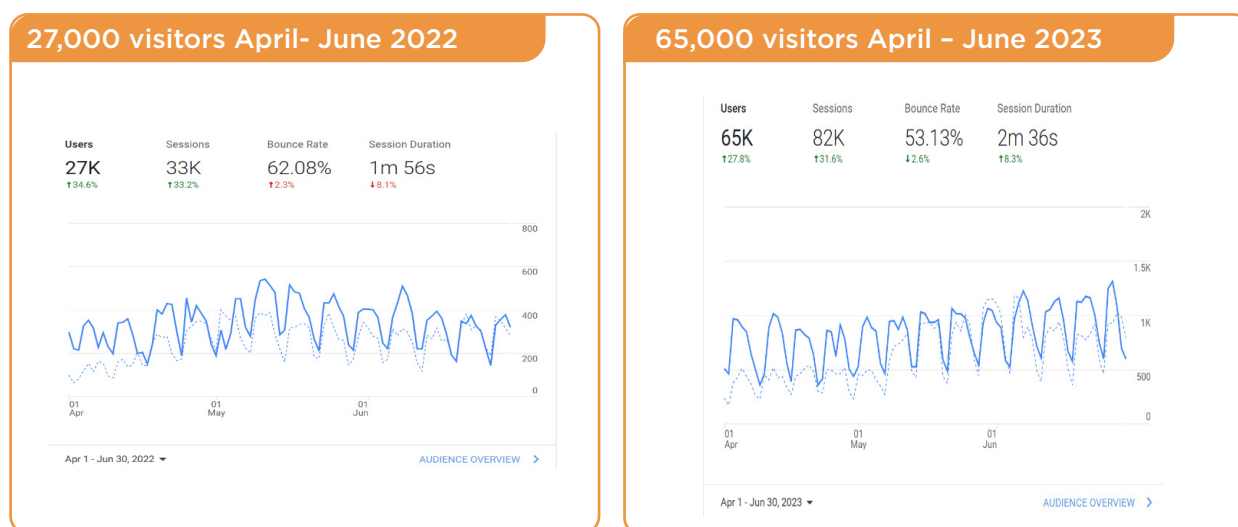 27,000 visitors April- June 2022
Users Sessions Bounce Rate Session Duration
27K 33K 62.08% 1m 56s
↑34.6% ↑33.2% ↑2.3% ↓8.1%
800
600
400
200
0
01 01 01
Apr May Jun
Apr 1 - Jun 30, 2022
AUDIENCE OVERVIEW
65,000 visitors April – June 2023
Users Sessions Bounce Rate Session Duration
65K 82K 53.13% 2m 36s
↑27.8% ↑31.6% ↓2.6% ↑8.3%
2K
1.5K
1K
500
0
01 01 01
Apr May Jun
Apr 1 - Jun 30, 2023
AUDIENCE OVERVIEW